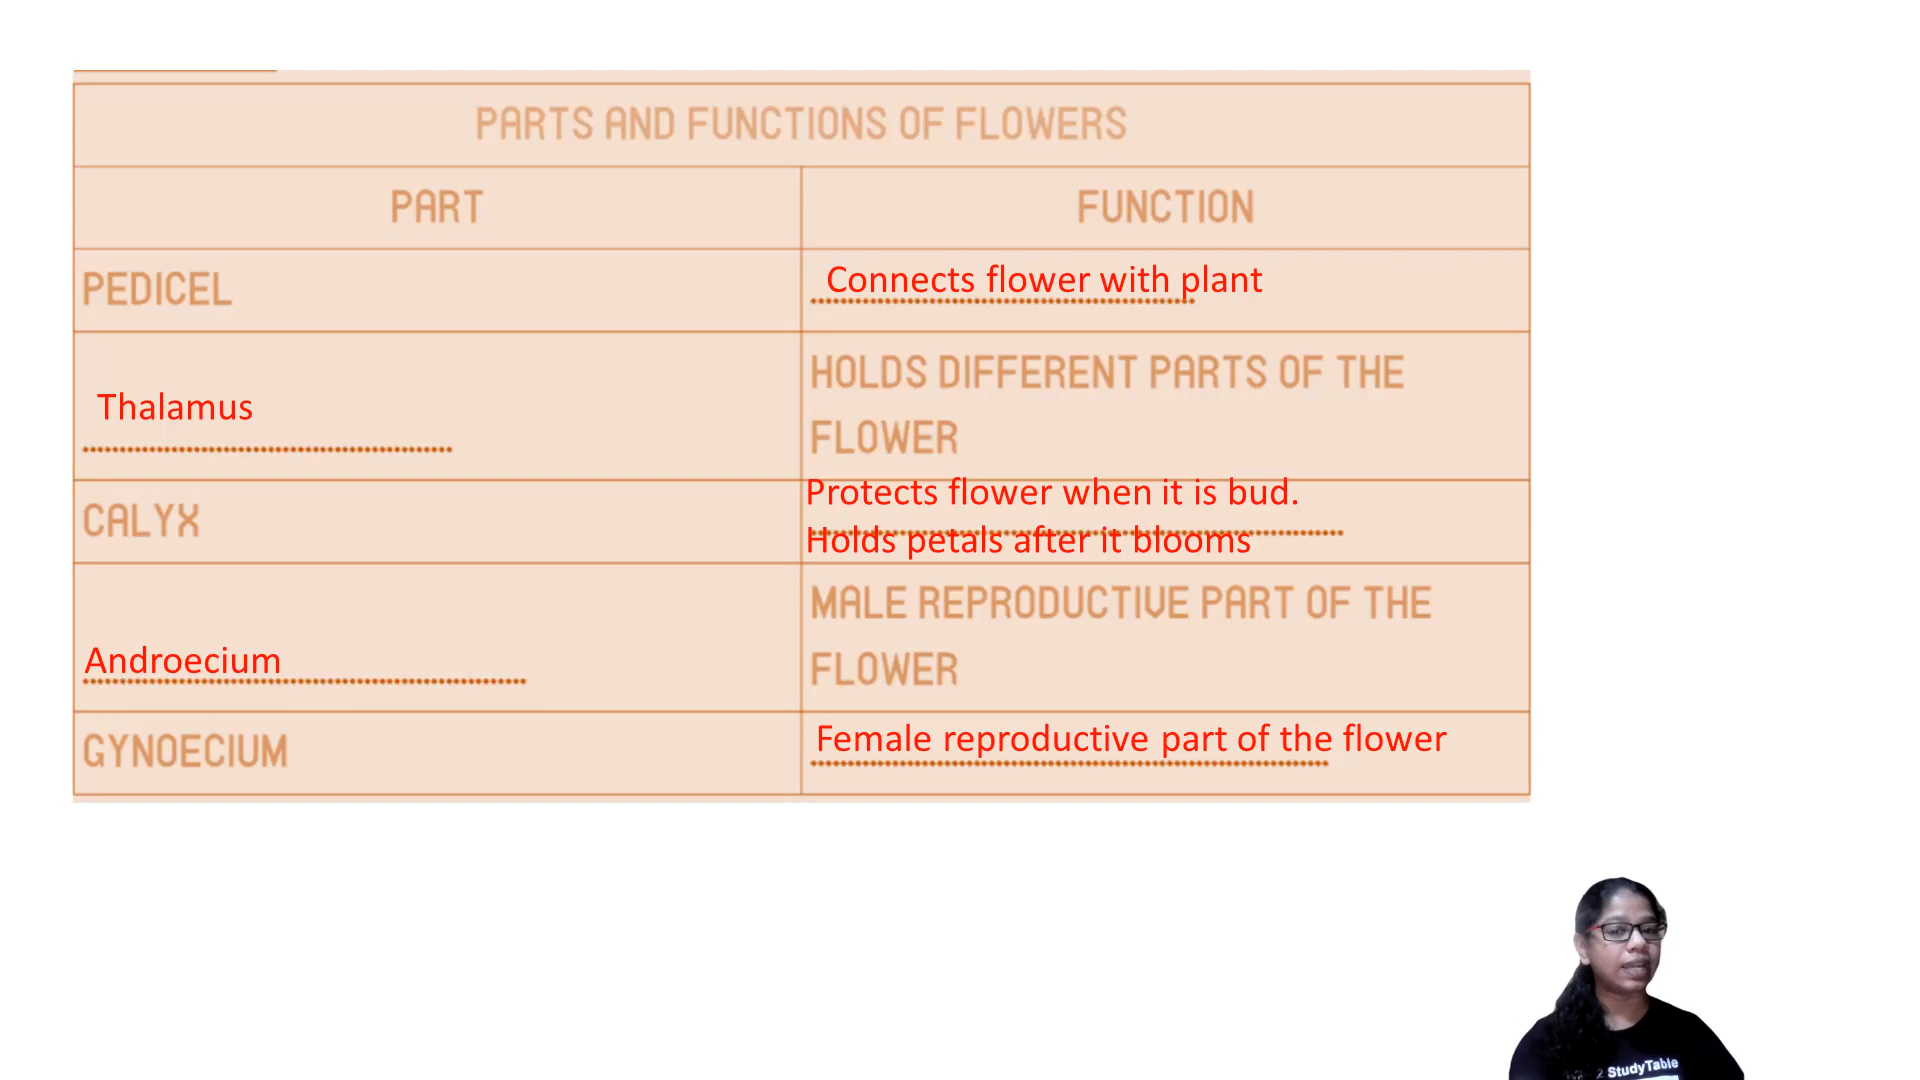 PARTS AND FUNCTIONS OF FLOWERS
PART
FUNCTION
PEDICEL
Connects flower with plant
Thalamus
HOLDS DIFFERENT PARTS OF THE
FLOWER
CALYX
Protects flower when it is bud.
Holds petals after it blooms
Androecium
MALE REPRODUCTIVE PART OF THE
FLOWER
GYNOECIUM
Female reproductive part of the flower
2 StudyTable